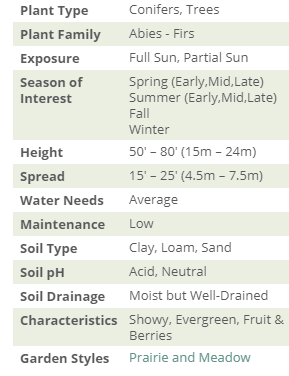 Plant Type Conifers, Trees
Plant Family Abies - Firs
Exposure Full Sun, Partial Sun
Season of Interest Spring (Early,Mid,Late)
Summer (Early,Mid,Late)
Fall
Winter
Height 50' – 80' (15m – 24m)
Spread 15' – 25' (4.5m – 7.5m)
Water Needs Average
Maintenance Low
Soil Type Clay, Loam, Sand
Soil pH Acid, Neutral
Soil Drainage Moist but Well-Drained
Characteristics Showy, Evergreen, Fruit &
Berries
Garden Styles Prairie and Meadow